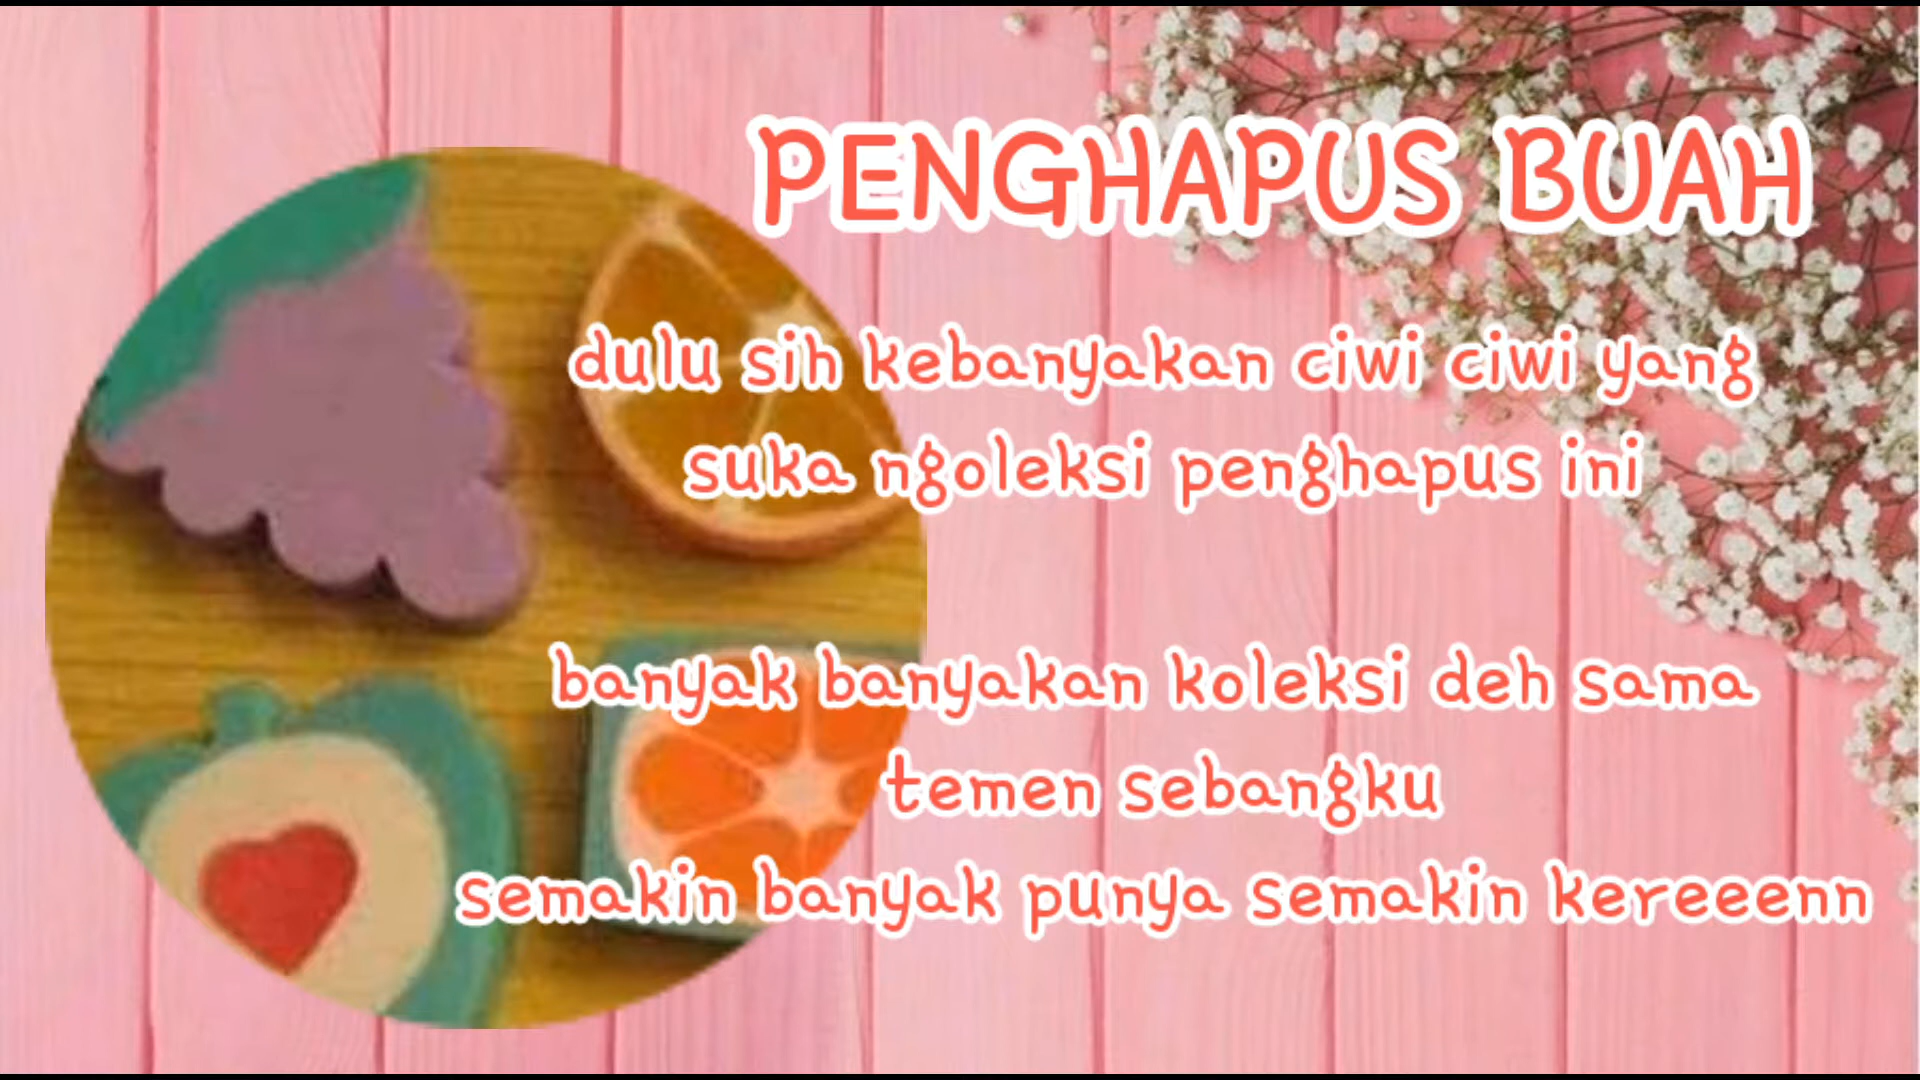 PENGHAPUS BUAH
dulu sih kebanyakan ciwi ciwi yang
suka ngoleksi penghapus ini
banyak banyakan koleksi deh sama
temen sebangku
semakin banyak punya semakin kereeenn